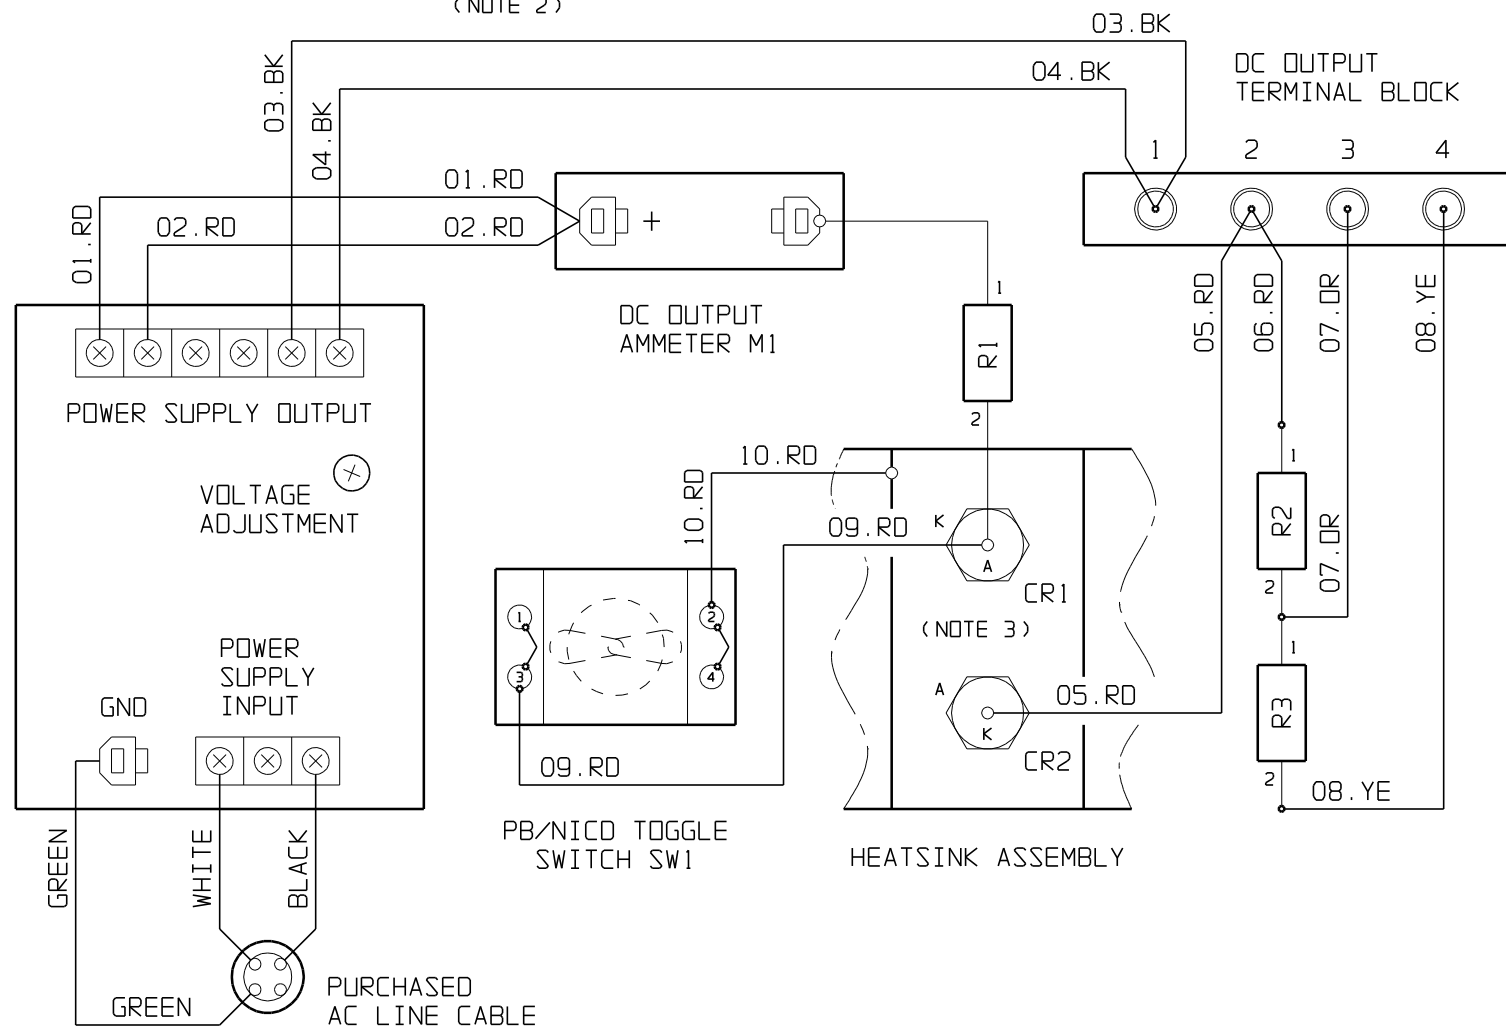 (NOTE 2)
03.BK
03.BK
04.BK
04.BK
DC OUTPUT
TERMINAL BLOCK
1 2 3 4
01.RD
01.RD
02.RD
02.RD
+
DC OUTPUT
AMMETER M1
1
R1
2
05.RD
06.RD
07.OR
08.YE
POWER SUPPLY OUTPUT
VOLTAGE
ADJUSTMENT
10.RD
10.RD
09.RD
K
A
CR1
(NOTE 3)
1
R2
2
07.OR
1
2
3
4
POWER
SUPPLY
INPUT
GND
A
K
05.RD
CR2
1
R3
2
08.YE
09.RD
PB/NICD TOGGLE
SWITCH SW1
HEATSINK ASSEMBLY
GREEN
WHITE
BLACK
GREEN
PURCHASED
AC LINE CABLE